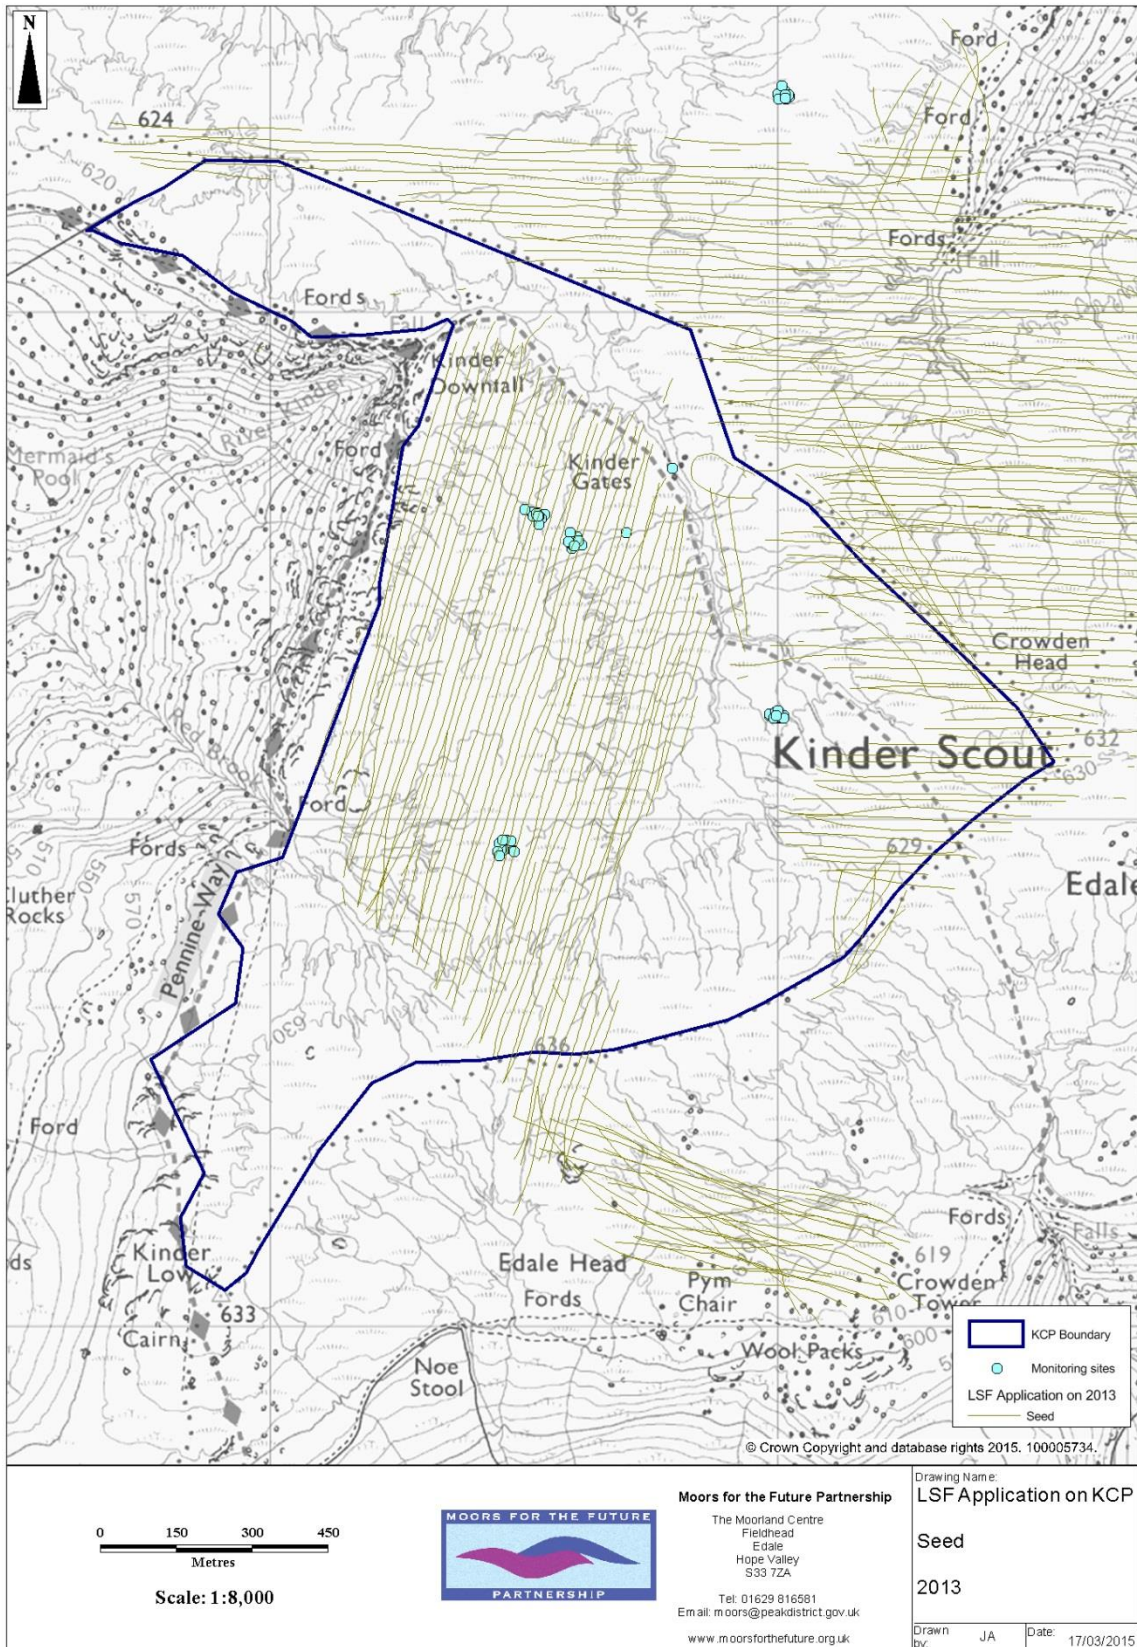 N
Ford
Ford
624
620
Fords
Fall
Fords
Fall
Kinder
Downfall
River Kinder
Ford
Mermaid's
Pool
Kinder
Gates
Crowden
Head
Red Brook
632
Kinder Scout
630
Ford
Fords
629
510
550
570
Cluther
Rocks
Edale
Pennine Way
630
636
Ford
Fords
Falls
Kinder
Low
ds
Edale Head
Fords
Pym
Chair
619
Crowden
Tower
610
600
633
Cairn
Noe
Stool
Wool Packs
KCP Boundary
Monitoring sites
LSF Application on 2013
Seed
© Crown Copyright and database rights 2015. 100005734.
0 150 300 450
Metres
Scale: 1:8,000
MOORS FOR THE FUTURE
PARTNERSHIP
Moors for the Future Partnership
The Moorland Centre
Fieldhead
Edale
Hope Valley
S33 7ZA
Tel: 01629 816581
Email: moors@peakdistrict.gov.uk
www.moorsforthefuture.org.uk
Drawing Name:
LSF Application on KCP
Seed
2013
Drawn by: JA
Date: 17/03/2015